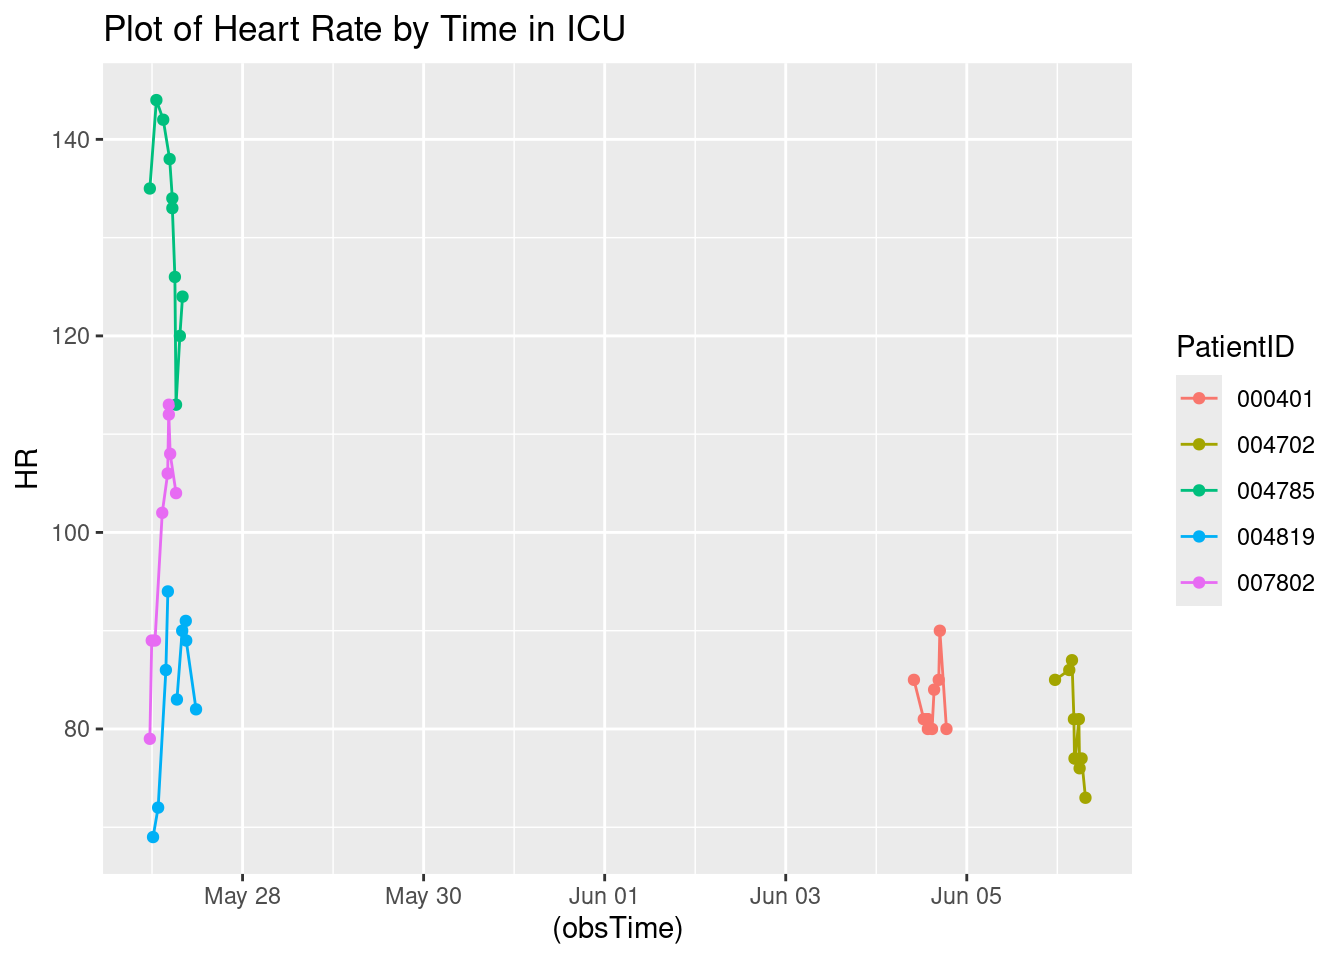 Plot of Heart Rate by Time in ICU
140
120
100
80
HR
May 28
May 30
Jun 01
Jun 03
Jun 05
(obsTime)
PatientID
000401
004702
004785
004819
007802